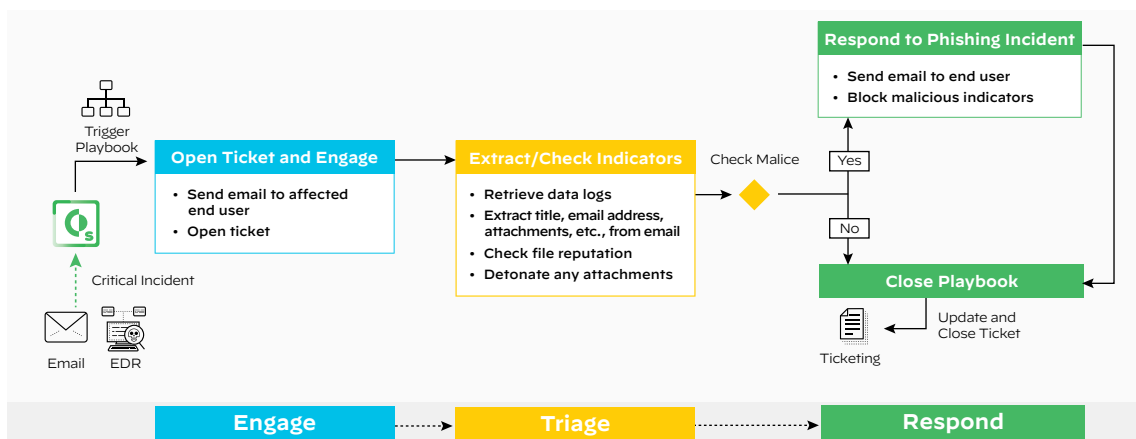 Respond to Phishing Incident
• Send email to end user
• Block malicious indicators
Trigger
Playbook
Open Ticket and Engage
• Send email to affected
end user
• Open ticket
Extract/Check Indicators
• Retrieve data logs
• Extract title, email address,
attachments, etc., from email
• Check file reputation
• Detonate any attachments
Check Malice
Yes
No
S
Critical Incident
Email
EDR
Close Playbook
Update and
Close Ticket
Ticketing
Engage
Triage
Respond